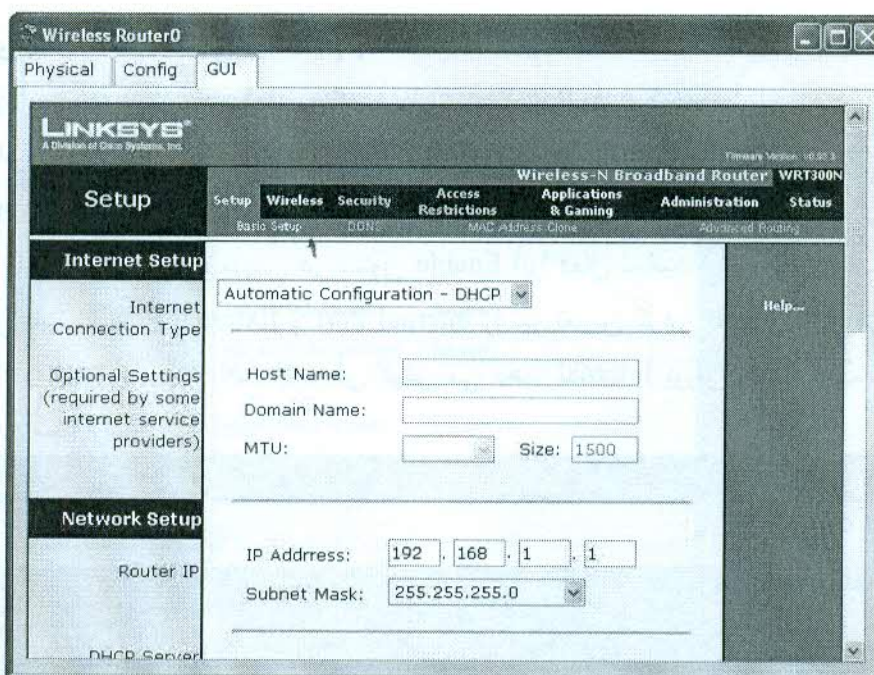 Wireless Router0
Physical Config GUI
LINKSYS®
A Division of Cisco Systems, Inc.
Firmware Version:
Wireless-N Broadband Router WRT300N
Setup
Setup Wireless Security Access Restrictions Applications & Gaming Administration Status
Basic Setup DDNS MAC Address Clone Advanced Routing
Internet Setup
Internet Connection Type
Automatic Configuration - DHCP
Help...
Optional Settings (required by some internet service providers)
Host Name:
Domain Name:
MTU: Size: 1500
Network Setup
Router IP
IP Addrress: 192 . 168 . 1 . 1
Subnet Mask: 255.255.255.0
DHCP Server